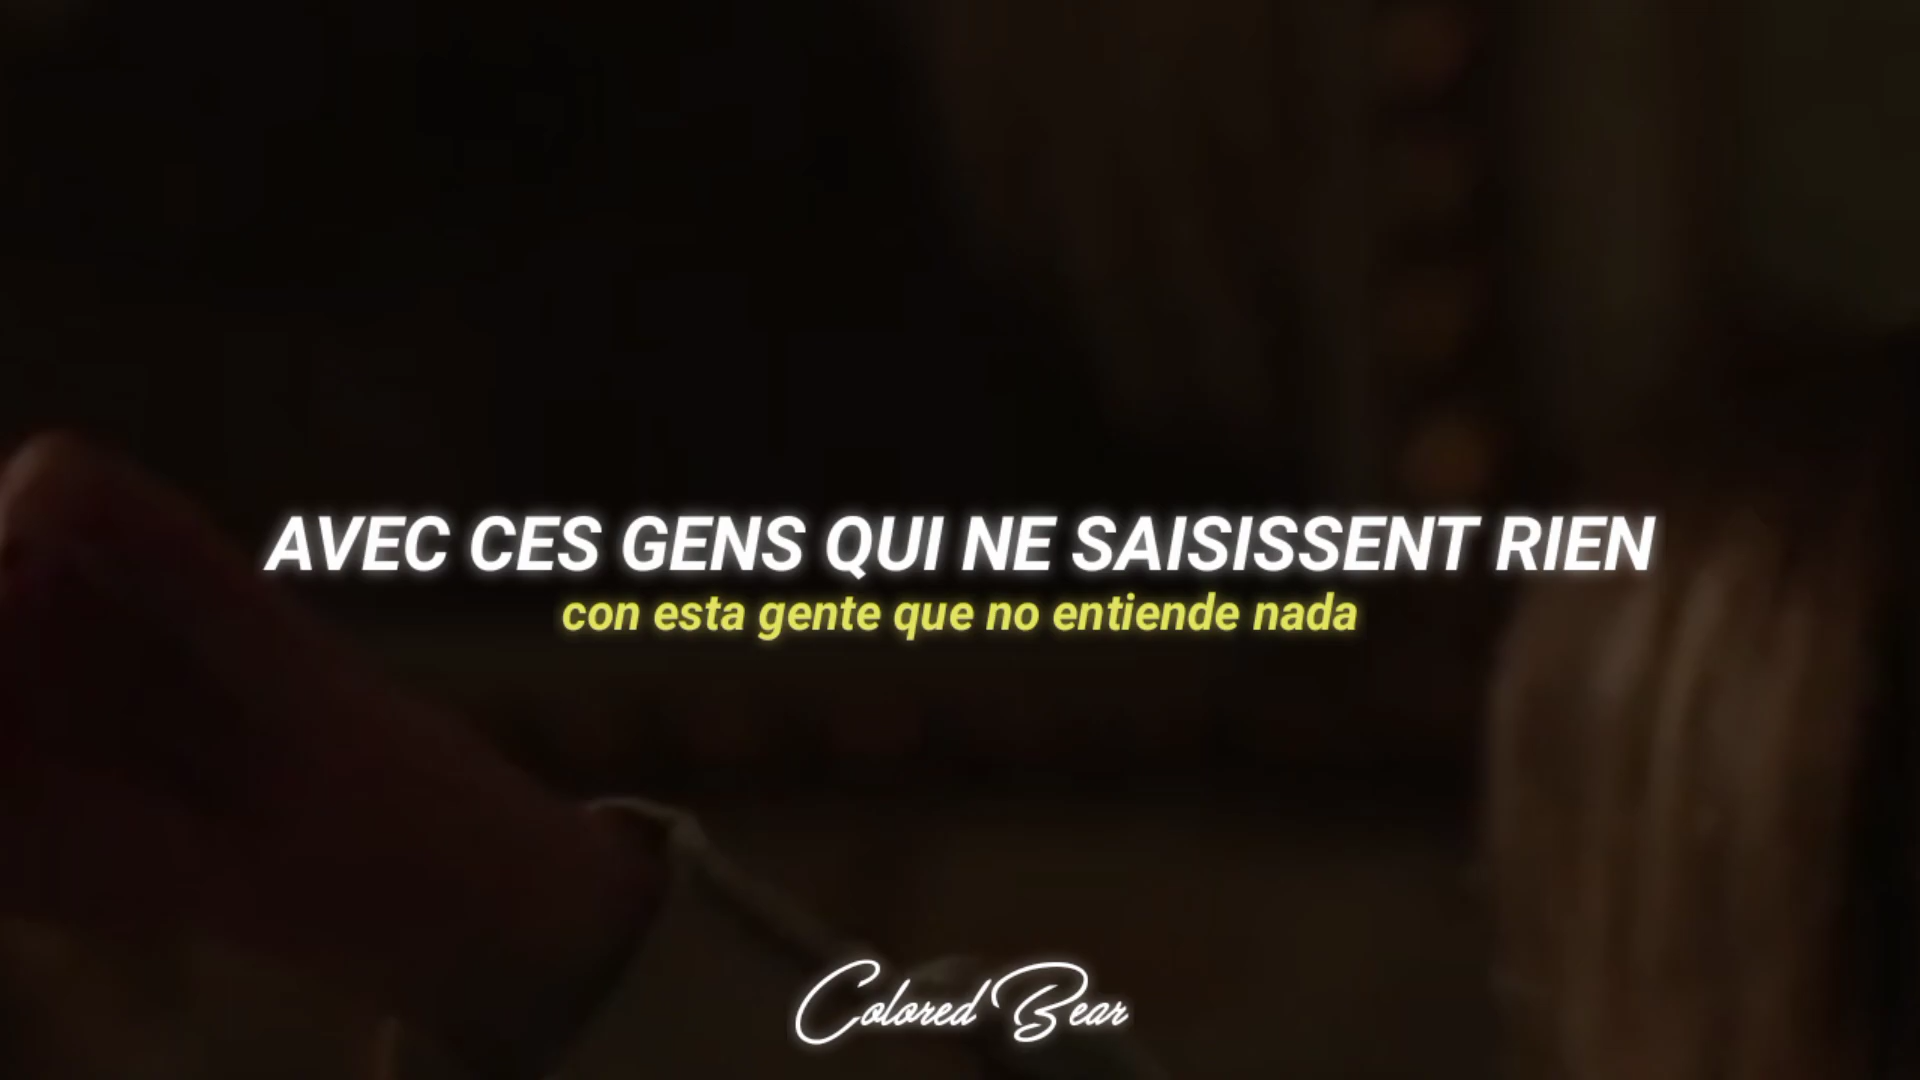 AVEC CES GENS QUI NE SAISISSENT RIEN
con esta gente que no entiende nada
Colored Bear